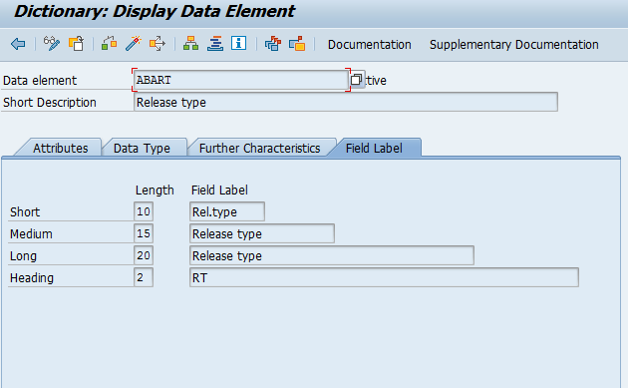 Dictionary: Display Data Element
Documentation Supplementary Documentation
Data element ABART tive
Short Description Release type
Attributes Data Type Further Characteristics Field Label
Length Field Label
Short 10 Rel.type
Medium 15 Release type
Long 20 Release type
Heading 2 RT